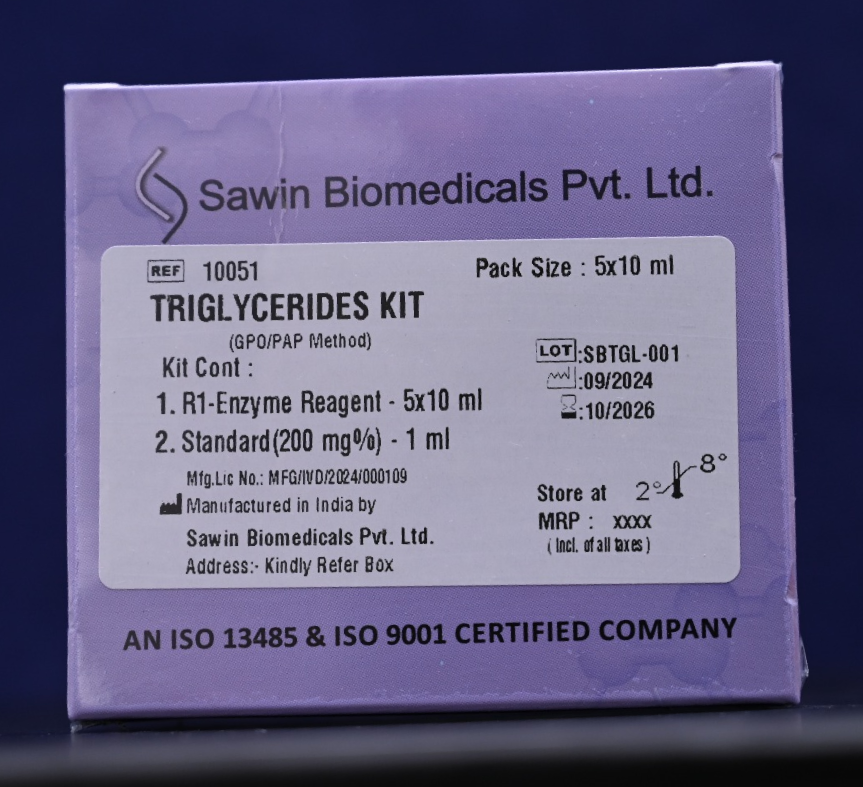 Sawin Biomedicals Pvt. Ltd.
REF 10051
Pack Size : 5x10 ml
TRIGLYCERIDES KIT
(GPO/PAP Method)
Kit Cont :
LOT :SBTGL-001
:09/2024
:10/2026
1. R1-Enzyme Reagent - 5x10 ml
2. Standard (200 mg%) - 1 ml
Mfg.Lic No.: MFG/IVD/2024/000109
Manufactured in India by
Sawin Biomedicals Pvt. Ltd.
Address:- Kindly Refer Box
Store at 2° 8°
MRP : xxxx
( Incl. of all taxes )
AN ISO 13485 & ISO 9001 CERTIFIED COMPANY